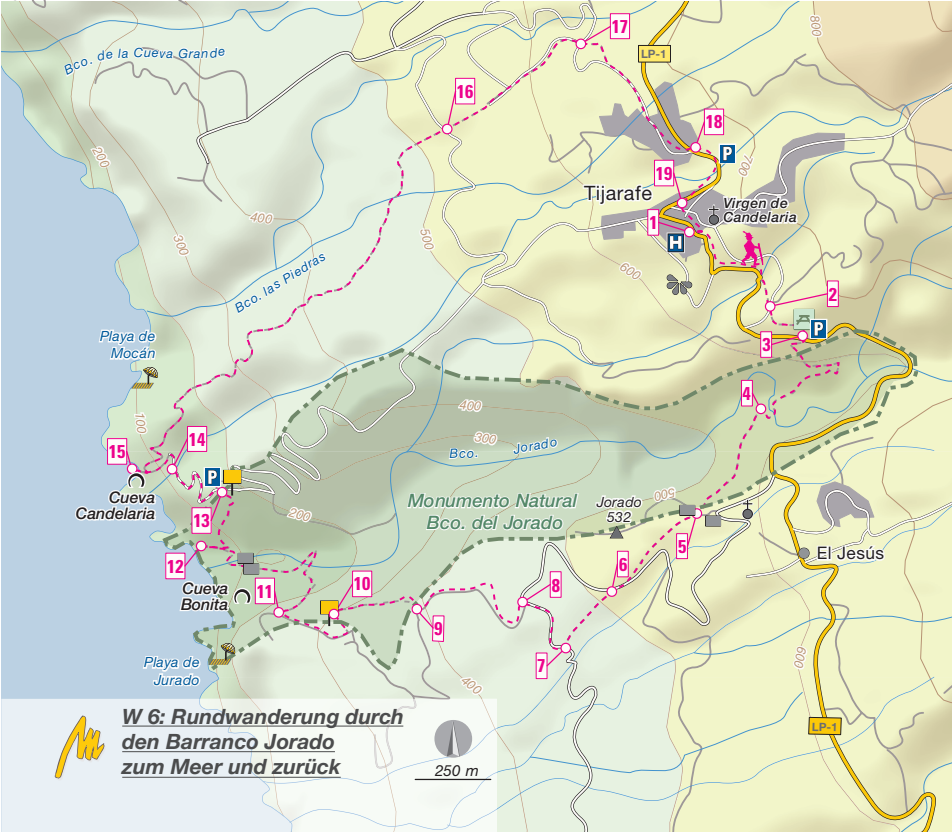 800
17
LP-1
Bco. de la Cueva Grande
16
200
18
P
700
19
Tijarafe
Virgen de
Candelaria
400
1
H
300
500
Bco. las Piedras
600
2
P
3
Playa de
Mocán
4
400
100
300
Bco. Jorado
15
14
P
500
Cueva
Candelaria
Monumento Natural
Bco. del Jorado
Jorado
532
200
13
5
12
El Jesús
6
Cueva
Bonita
11
10
8
9
7
Playa de
Jurado
600
400
W 6: Rundwanderung durch
den Barranco Jorado
zum Meer und zurück
250 m
LP-1